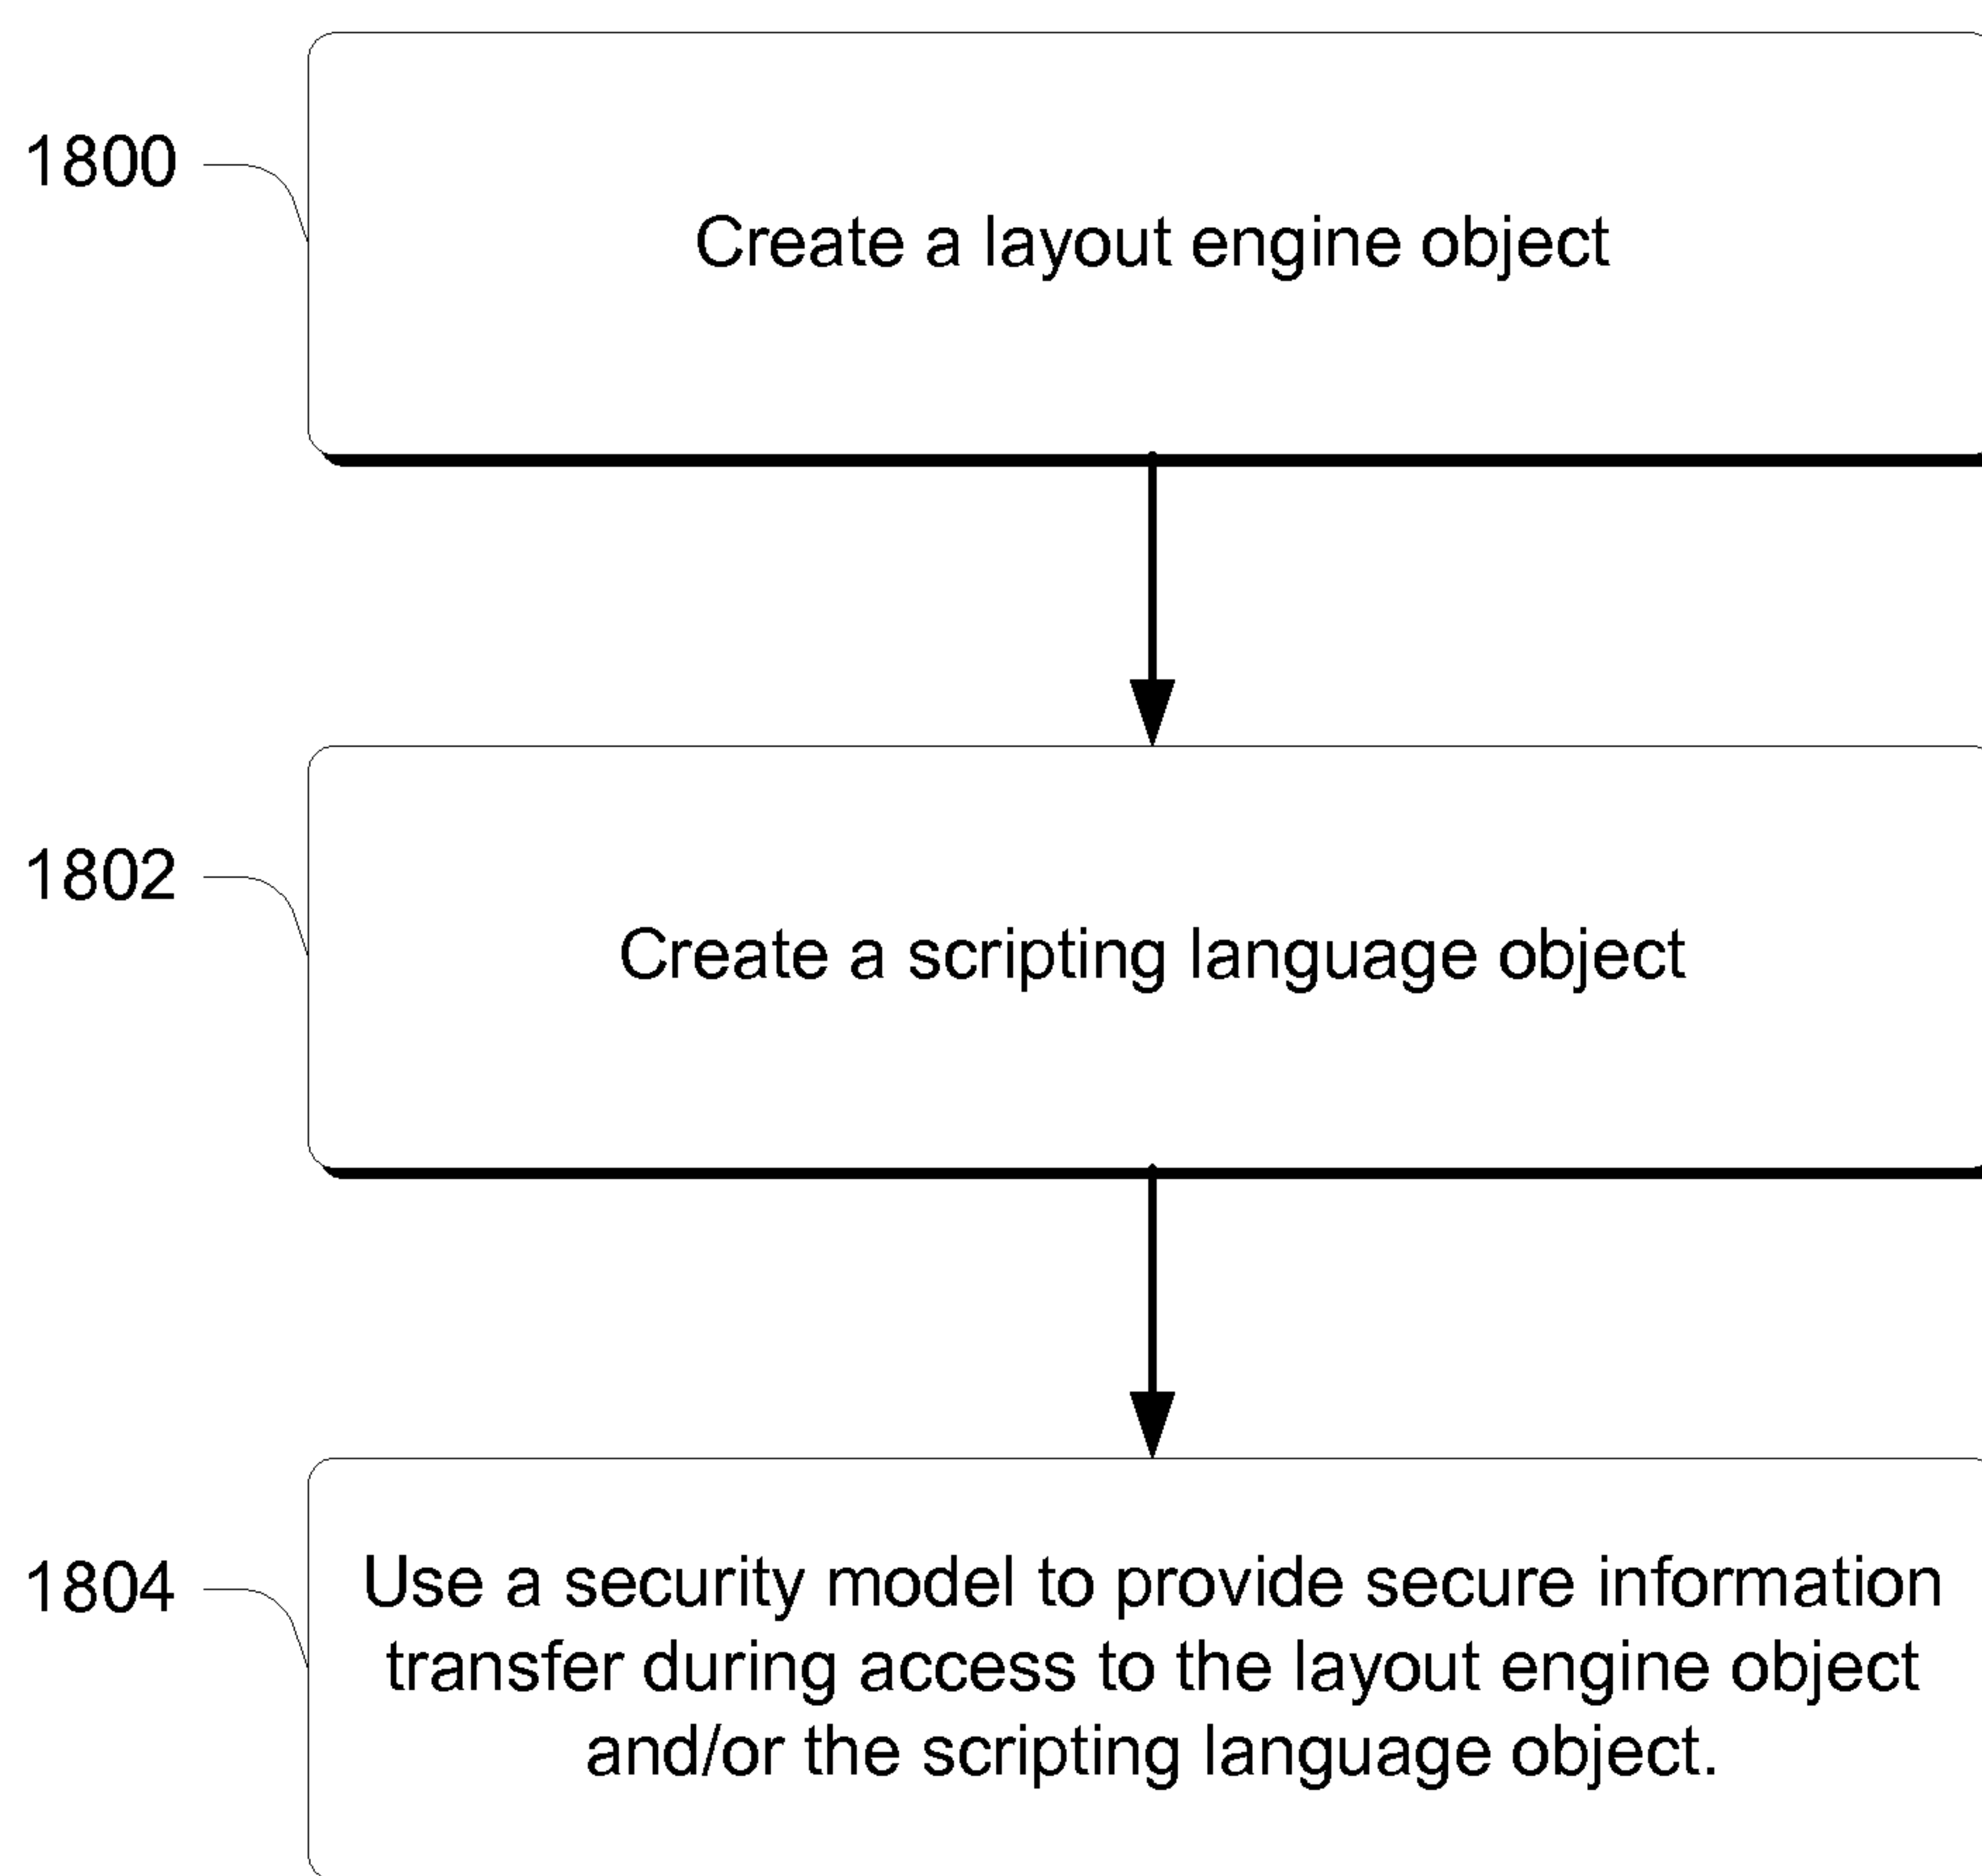 1800
Create a layout engine object
1802
Create a scripting language object
1804
Use a security model to provide secure information
transfer during access to the layout engine object
and/or the scripting language object.